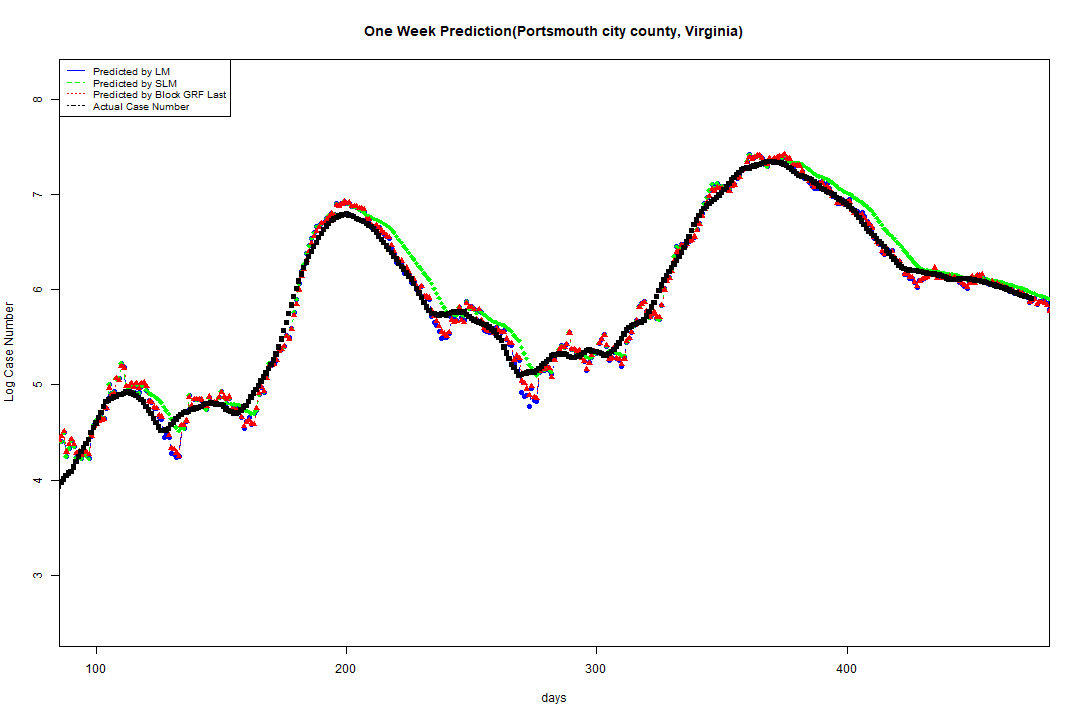 One Week Prediction(Portsmouth city county, Virginia)
Predicted by LM
Predicted by SLM
Predicted by Block GRF Last
Actual Case Number
8
7
6
5
4
3
Log Case Number
100 200 300 400
days